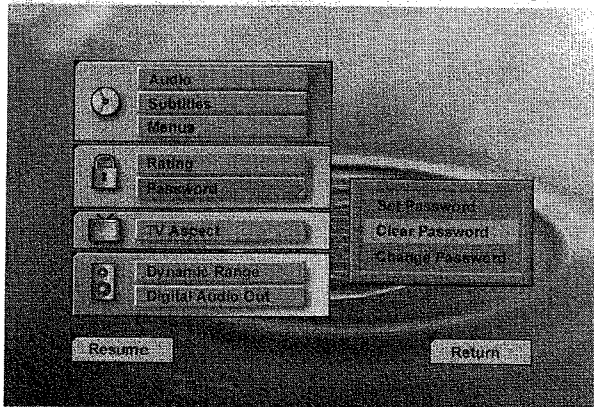 Audio
Subtitles
Menus
Rating
Password
TV Aspect
Dynamic Range
Digital Audio Out
Set Password
Clear Password
Change Password
Resume
Return